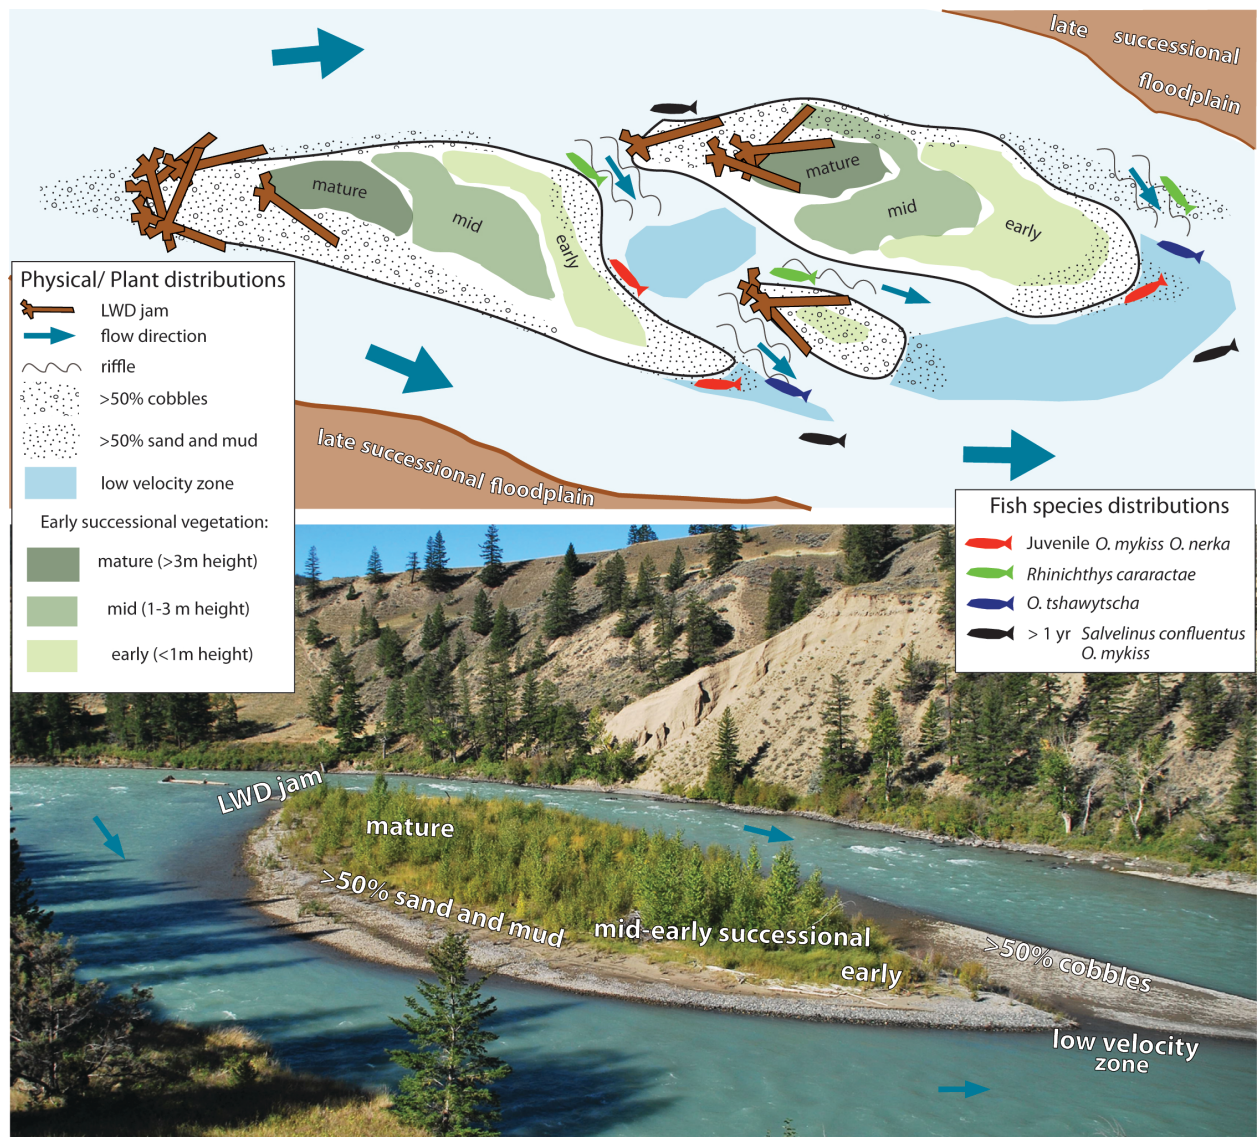 late successional
floodplain
mature
mid
early
mature
mid
early
late successional floodplain
Physical/ Plant distributions
LWD jam
flow direction
riffle
>50% cobbles
>50% sand and mud
low velocity zone
Early successional vegetation:
mature (>3m height)
mid (1-3 m height)
early (<1m height)
Fish species distributions
Juvenile O. mykiss O. nerka
Rhinichthys cararactae
O. tshawytscha
> 1 yr Salvelinus confluentus
O. mykiss
LWD jam
mature
>50% sand and mud
mid-early successional
early
>50% cobbles
low velocity
zone